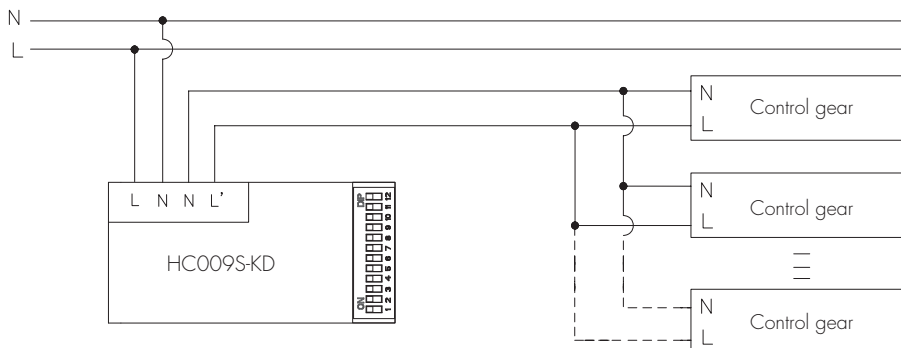 N
L
N
L
Control gear
L N N L'
HC009S-KD
ON DIP
1 2 3 4 5 6 7 8 9 10 11 12
N
L
Control gear
N
L
Control gear